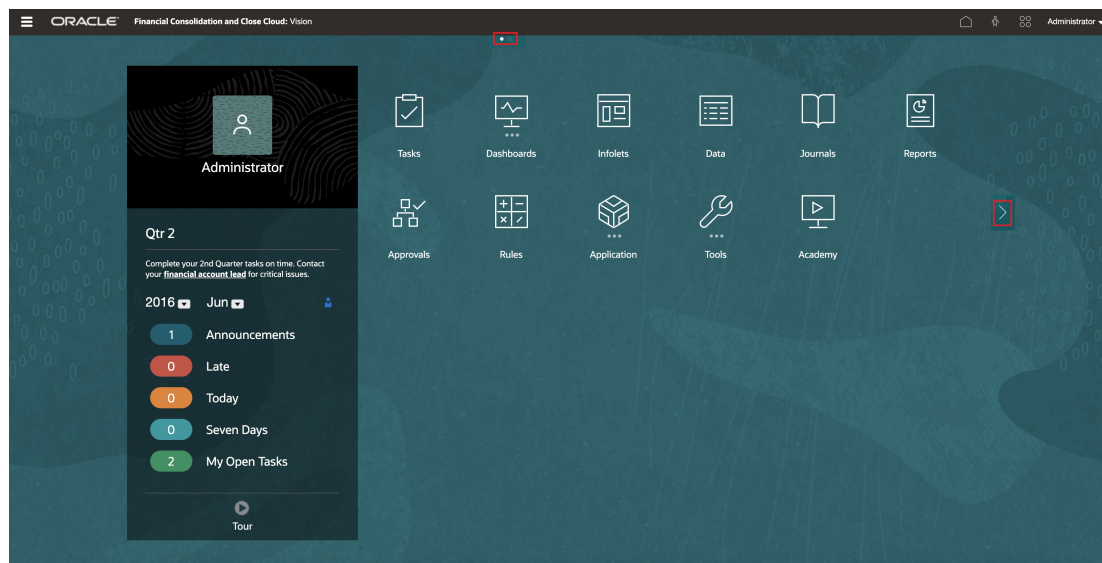 ORACLE Financial Consolidation and Close Cloud: Vision Administrator
Administrator
Tasks Dashboards Infolets Data Journals Reports
Approvals Rules Application Tools Academy
Qtr 2
Complete your 2nd Quarter tasks on time. Contact
your financial account lead for critical issues.
2016 Jun
1 Announcements
0 Late
0 Today
0 Seven Days
2 My Open Tasks
Tour